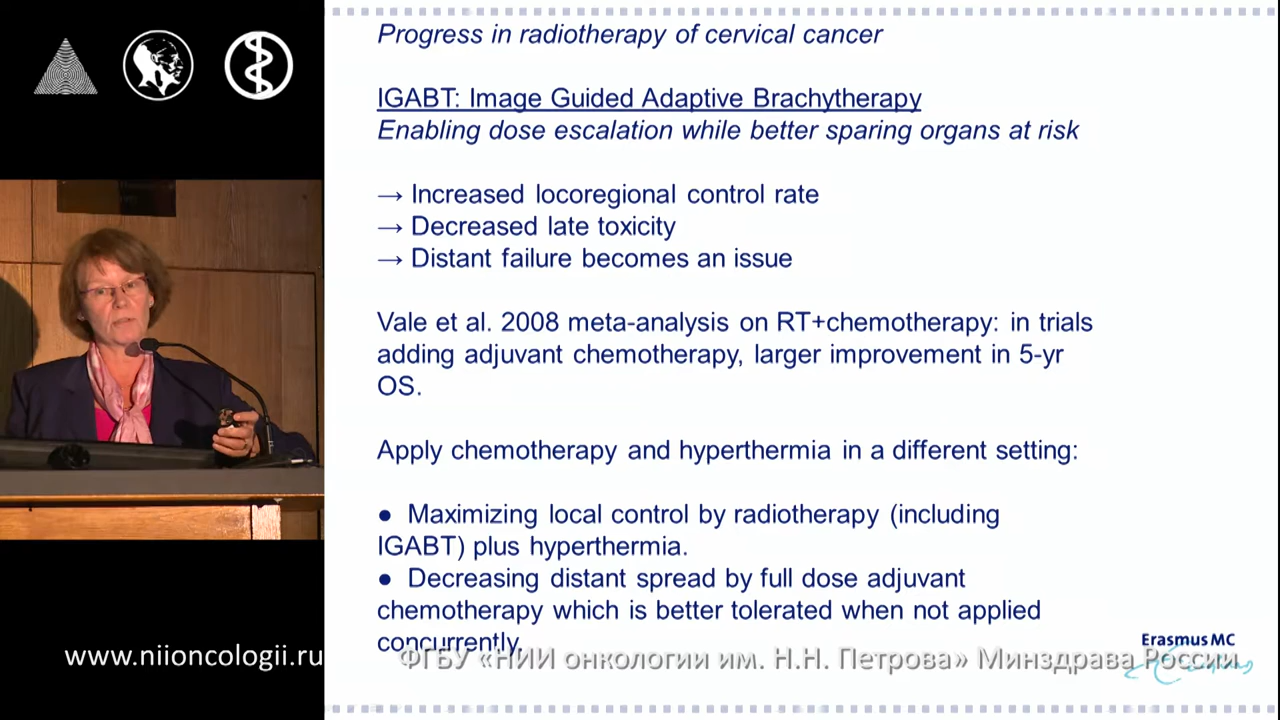 Progress in radiotherapy of cervical cancer
IGABT: Image Guided Adaptive Brachytherapy
Enabling dose escalation while better sparing organs at risk
→ Increased locoregional control rate
→ Decreased late toxicity
→ Distant failure becomes an issue
Vale et al. 2008 meta-analysis on RT+chemotherapy: in trials
adding adjuvant chemotherapy, larger improvement in 5-yr
OS.
Apply chemotherapy and hyperthermia in a different setting:
● Maximizing local control by radiotherapy (including
IGABT) plus hyperthermia.
● Decreasing distant spread by full dose adjuvant
chemotherapy which is better tolerated when not applied
concurrently.
Erasmus MC
www.niioncologii.ru
ФГБУ «НИИ онкологии им. Н.Н. Петрова» Минздрава России